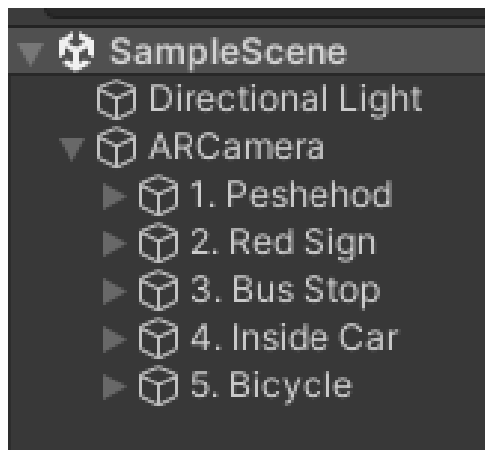 SampleScene
Directional Light
ARCamera
1. Peshehod
2. Red Sign
3. Bus Stop
4. Inside Car
5. Bicycle